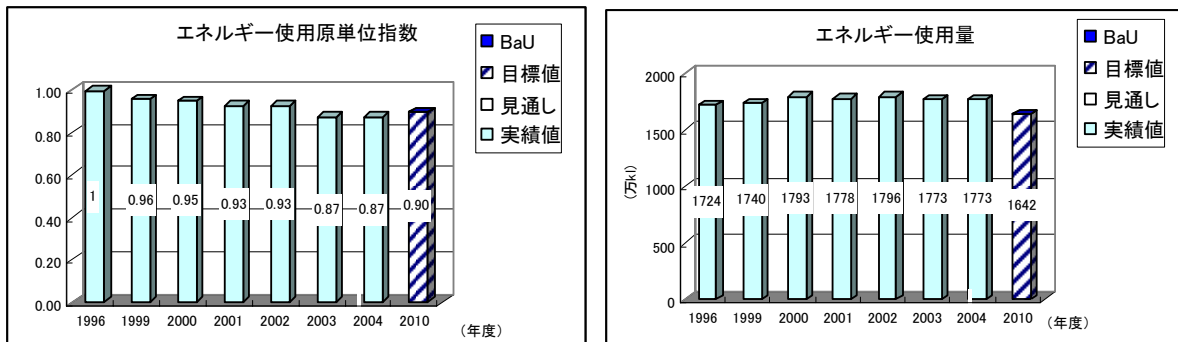 エネルギー使用原単位指数
BaU
目標値
見通し
実績値
1.00
0.80
0.60
0.40
0.20
0.00
1
0.96
0.95
0.93
0.93
0.87
0.87
0.90
1996 1999 2000 2001 2002 2003 2004 2010
(年度)
エネルギー使用量
BaU
目標値
見通し
実績値
(万kl)
2000
1500
1000
500
0
1724
1740
1793
1778
1796
1773
1773
1642
1996 1999 2000 2001 2002 2003 2004 2010
(年度)